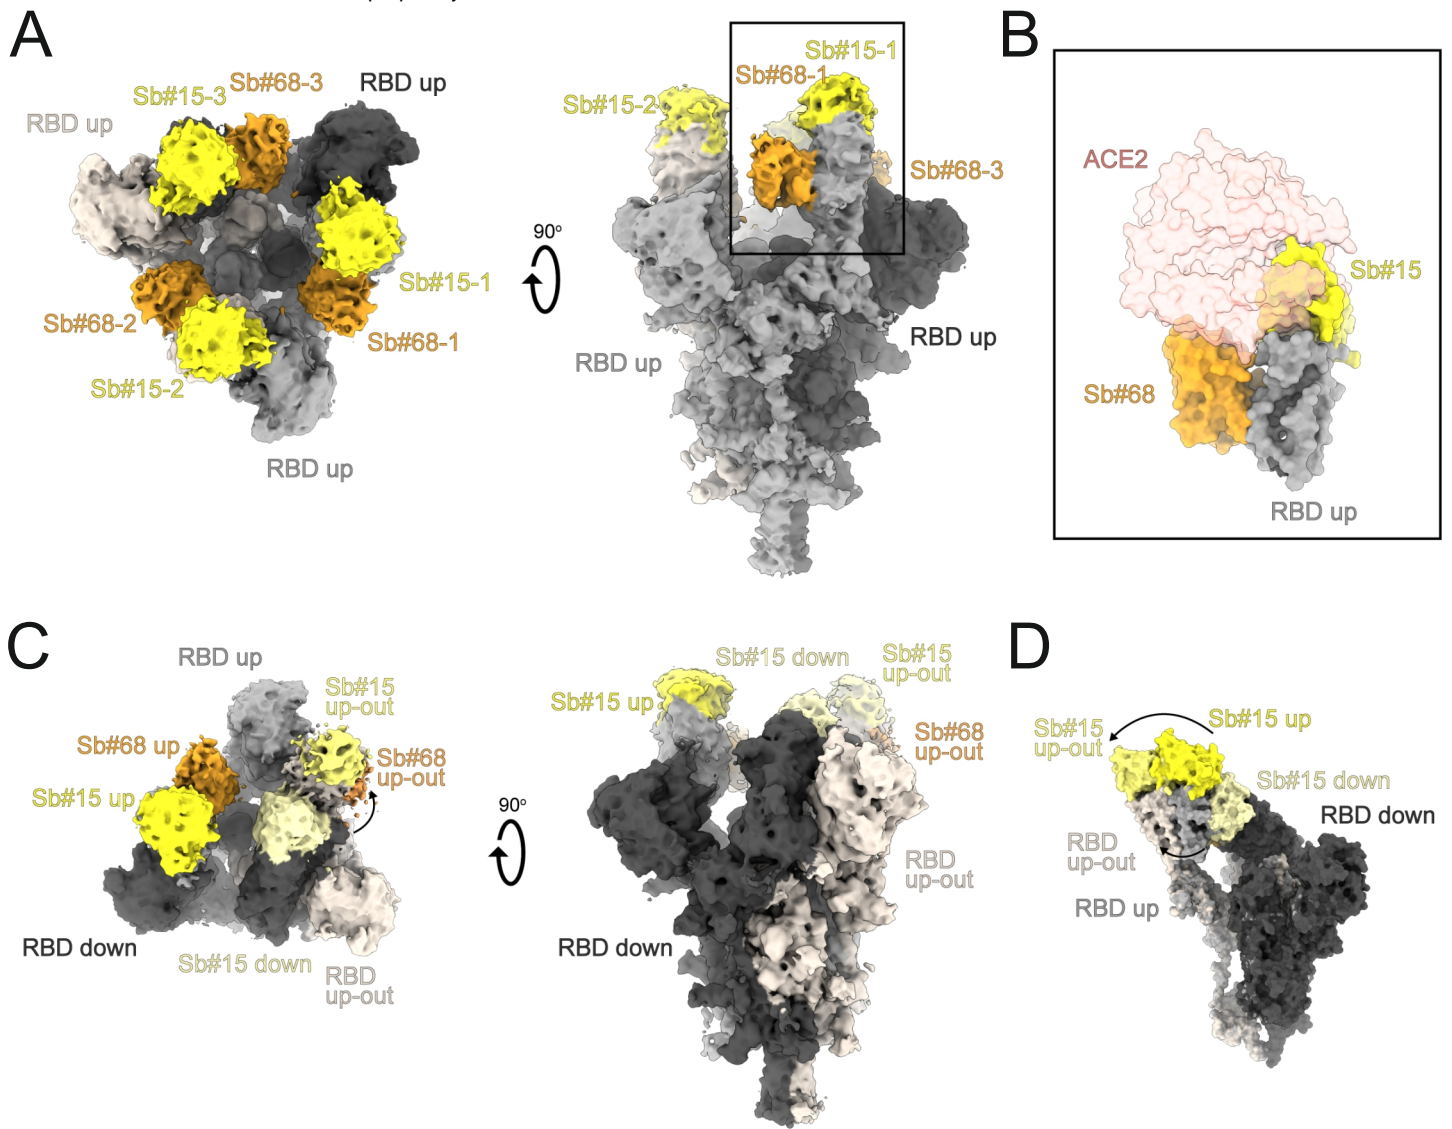 A
Sb#15-3
Sb#68-3
RBD up
RBD up
Sb#15-1
Sb#68-2
Sb#68-1
Sb#15-2
RBD up
90°
Sb#15-1
Sb#68-1
Sb#15-2
Sb#68-3
RBD up
RBD up
B
ACE2
Sb#15
Sb#68
RBD up
C
RBD up
Sb#15
up-out
Sb#68 up
Sb#68
up-out
Sb#15 up
RBD down
Sb#15 down
RBD
up-out
90°
Sb#15 down
Sb#15
up-out
Sb#15 up
Sb#68
up-out
RBD
up-out
RBD down
D
Sb#15 up
Sb#15
up-out
Sb#15 down
RBD down
RBD
up-out
RBD up